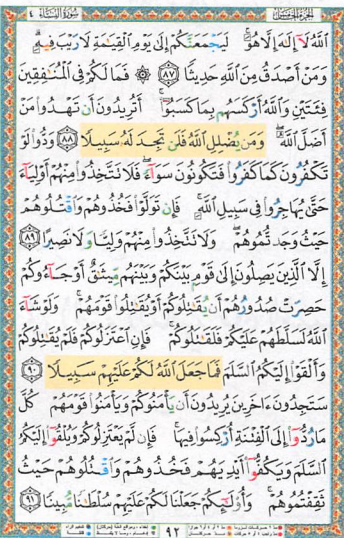 الجزء الخامس
سورة النساء ٤
ٱللَّهُ لَآ إِلَٰهَ إِلَّا هُوَۚ لَيَجۡمَعَنَّكُمۡ إِلَىٰ يَوۡمِ ٱلۡقِيَٰمَةِ لَا رَيۡبَ فِيهِۗ
وَمَنۡ أَصۡدَقُ مِنَ ٱللَّهِ حَدِيثٗا ٨٧ ۞ فَمَا لَكُمۡ فِي ٱلۡمُنَٰفِقِينَ
فِئَتَيۡنِ وَٱللَّهُ أَرۡكَسَهُم بِمَا كَسَبُوٓاْۚ أَتُرِيدُونَ أَن تَهۡدُواْ مَنۡ
أَضَلَّ ٱللَّهُۖ وَمَن يُضۡلِلِ ٱللَّهُ فَلَن تَجِدَ لَهُۥ سَبِيلٗا ٨٨ وَدُّواْ لَوۡ
تَكۡفُرُونَ كَمَا كَفَرُواْ فَتَكُونُونَ سَوَآءٗۖ فَلَا تَتَّخِذُواْ مِنۡهُمۡ أَوۡلِيَآءَ
حَتَّىٰ يُهَاجِرُواْ فِي سَبِيلِ ٱللَّهِۚ فَإِن تَوَلَّوۡاْ فَخُذُوهُمۡ وَٱقۡتُلُوهُمۡ
حَيۡثُ وَجَدتُّمُوهُمۡۖ وَلَا تَتَّخِذُواْ مِنۡهُمۡ وَلِيّٗا وَلَا نَصِيرًا ٨٩
إِلَّا ٱلَّذِينَ يَصِلُونَ إِلَىٰ قَوۡمِۭ بَيۡنَكُمۡ وَبَيۡنَهُم مِّيثَٰقٌ أَوۡ جَآءُوكُمۡ
حَصِرَتۡ صُدُورُهُمۡ أَن يُقَٰتِلُوكُمۡ أَوۡ يُقَٰتِلُواْ قَوۡمَهُمۡۚ وَلَوۡ شَآءَ
ٱللَّهُ لَسَلَّطَهُمۡ عَلَيۡكُمۡ فَلَقَٰتَلُوكُمۡۚ فَإِنِ ٱعۡتَزَلُوكُمۡ فَلَمۡ يُقَٰتِلُوكُمۡ
وَأَلۡقَوۡاْ إِلَيۡكُمُ ٱلسَّلَمَ فَمَا جَعَلَ ٱللَّهُ لَكُمۡ عَلَيۡهِمۡ سَبِيلٗا ٩٠
سَتَجِدُونَ ءَاخَرِينَ يُرِيدُونَ أَن يَأۡمَنُوكُمۡ وَيَأۡمَنُواْ قَوۡمَهُمۡ كُلَّ
مَا رُدُّوٓاْ إِلَى ٱلۡفِتۡنَةِ أُرۡكِسُواْ فِيهَاۚ فَإِن لَّمۡ يَعۡتَزِلُوكُمۡ وَيُلۡقُوٓاْ إِلَيۡكُمُ
ٱلسَّلَمَ وَيَكُفُّوٓاْ أَيۡدِيَهُمۡ فَخُذُوهُمۡ وَٱقۡتُلُوهُمۡ حَيۡثُ
ثَقِفۡتُمُوهُمۡۚ وَأُوْلَٰٓئِكُمۡ جَعَلۡنَا لَكُمۡ عَلَيۡهِمۡ سُلۡطَٰنٗا مُّبِينٗا ٩١
٩٢